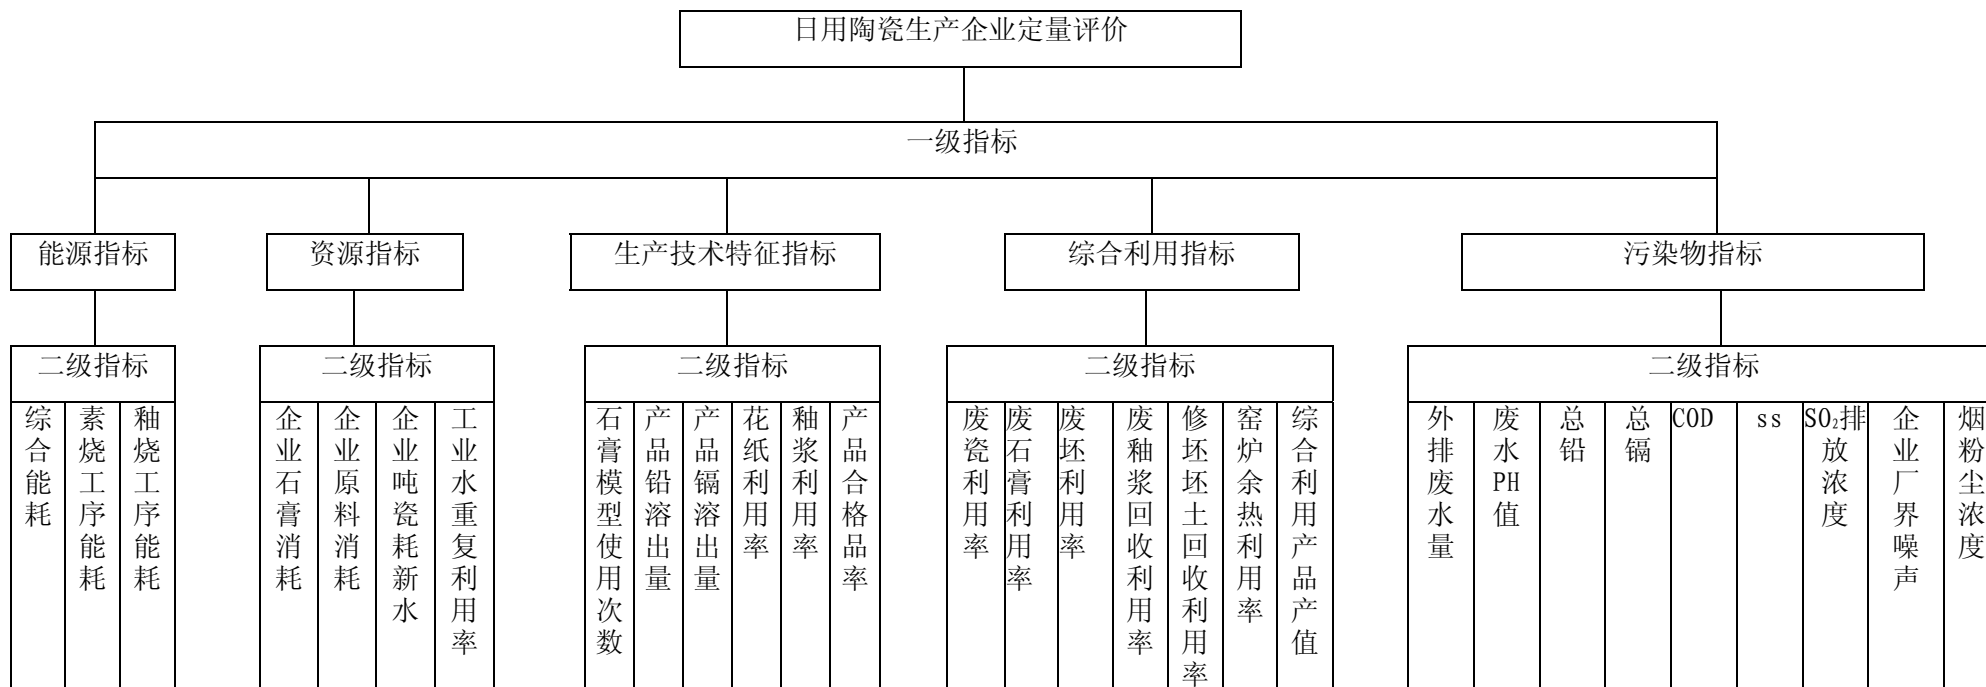 日用陶瓷生产企业定量评价
一级指标
能源指标
资源指标
生产技术特征指标
综合利用指标
污染物指标
二级指标
二级指标
二级指标
二级指标
二级指标
综合能耗
素烧工序能耗
釉烧工序能耗
企业石膏消耗
企业原料消耗
企业吨瓷耗新水
工业水重复利用率
石膏模型使用次数
产品铅溶出量
产品镉溶出量
花纸利用率
釉浆利用率
产品合格品率
废瓷利用率
废石膏利用率
废坯利用率
废釉浆回收利用率
修坯坯土回收利用率
窑炉余热利用率
综合利用产品产值
外排废水量
废水PH值
总铅
总镉
COD
ss
SO₂排放浓度
企业厂界噪声
烟粉尘浓度